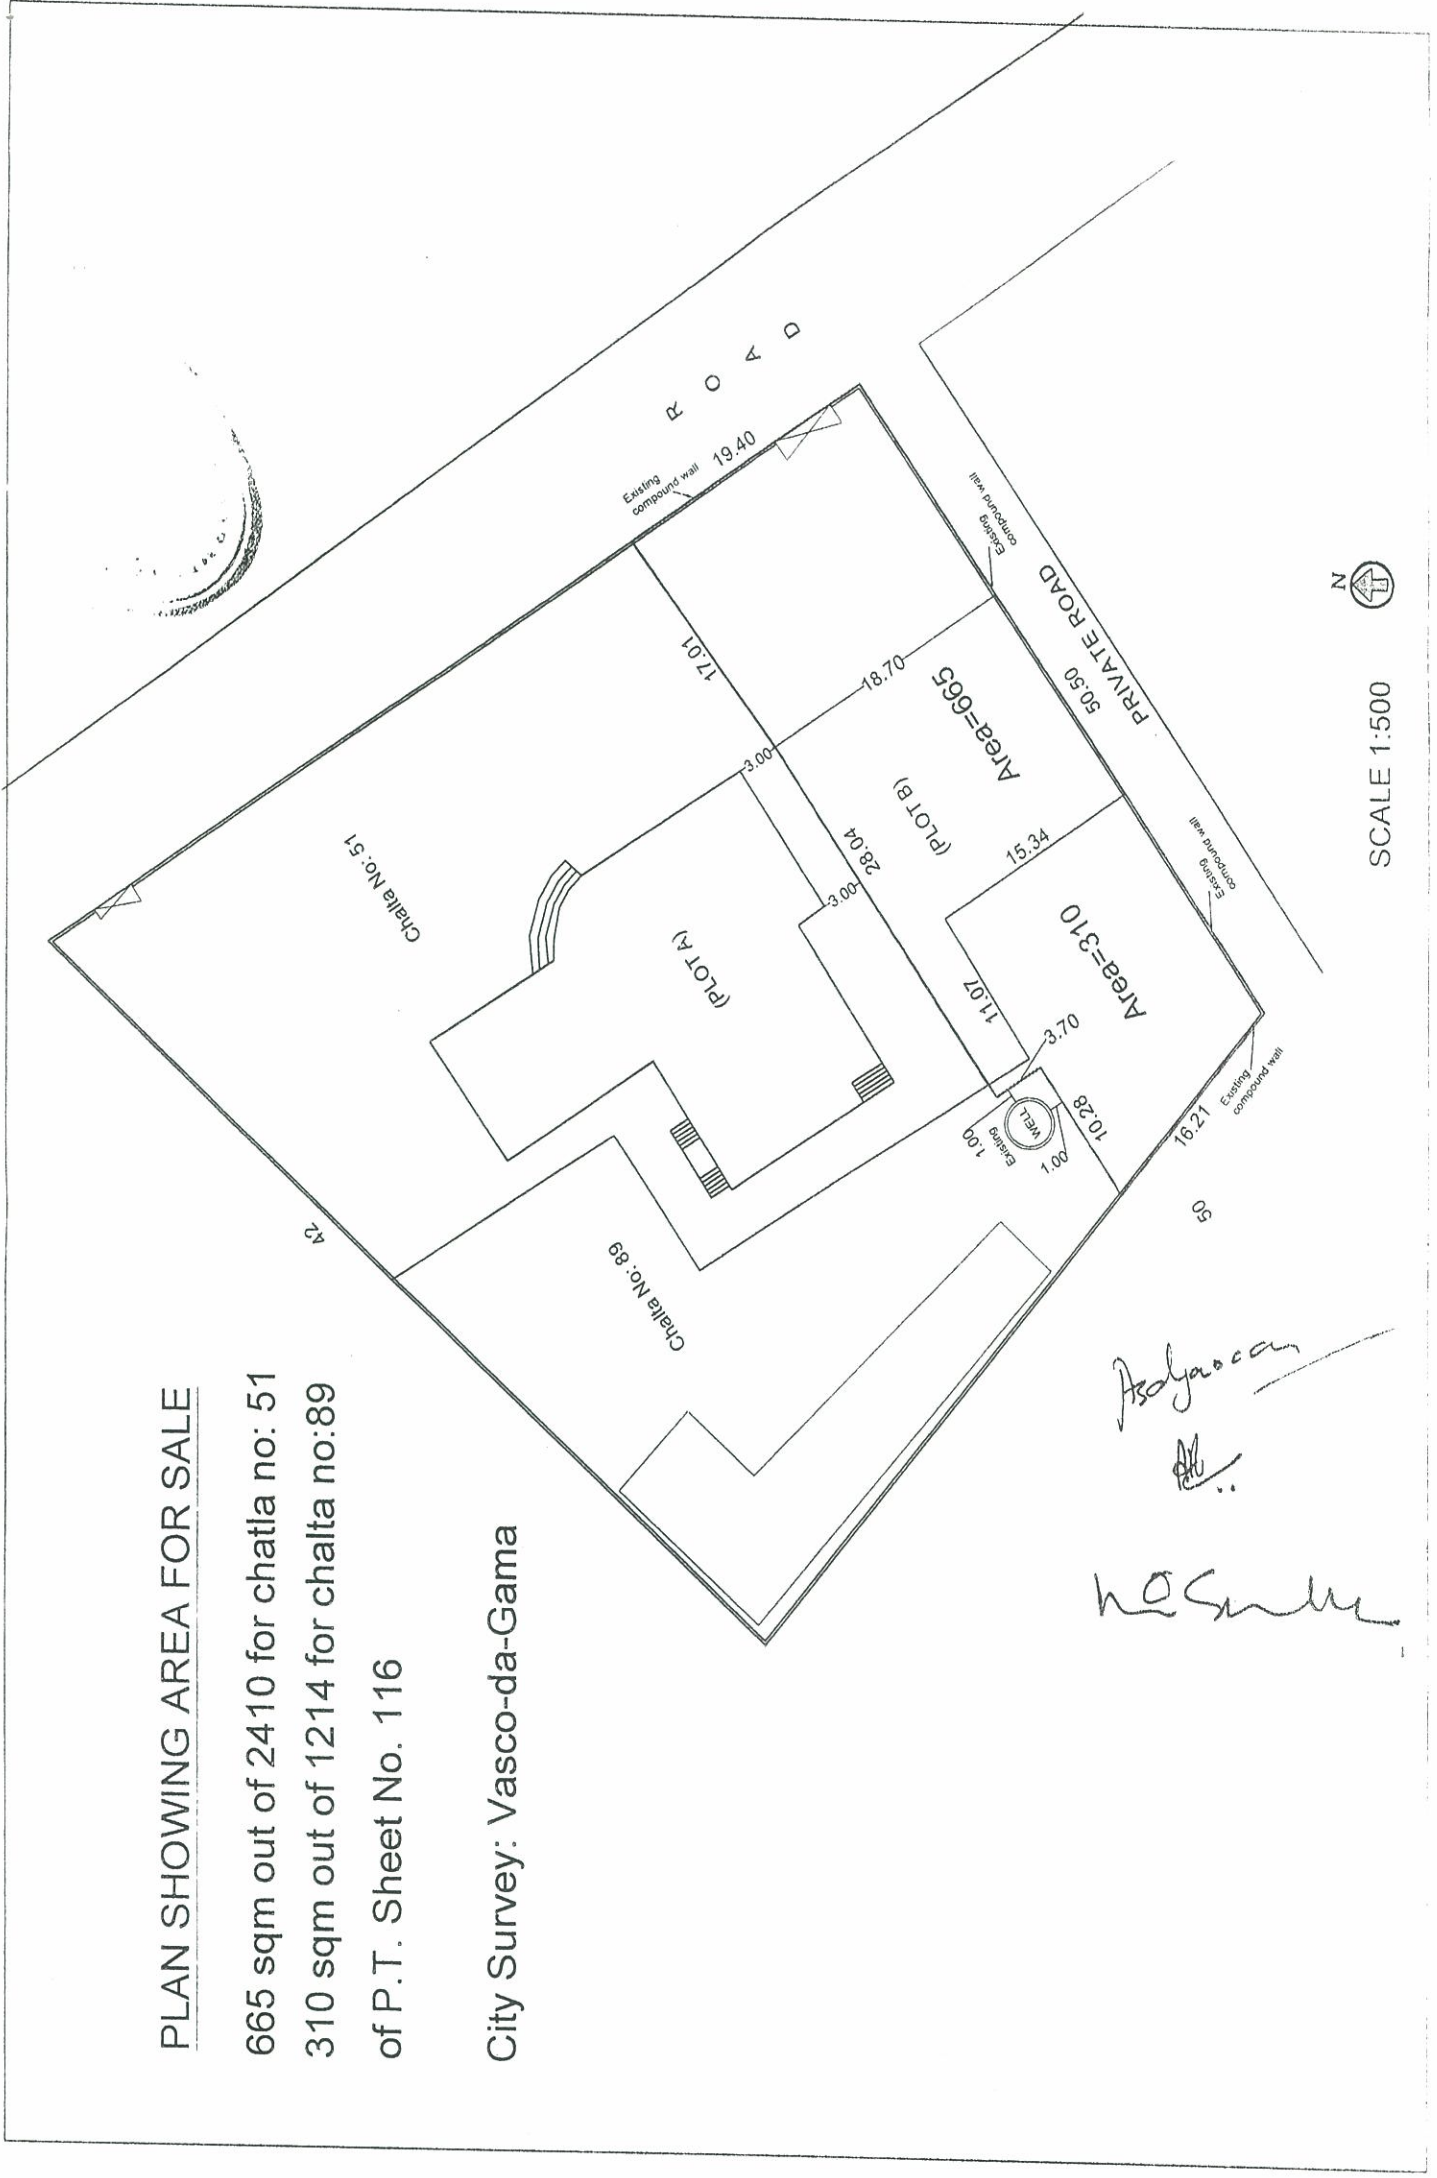 PLAN SHOWING AREA FOR SALE
665 sqm out of 2410 for chatla no: 51
310 sqm out of 1214 for chalta no:89
of P.T. Sheet No. 116
City Survey: Vasco-da-Gama
42
Chalta No: 51
Chalta No: 89
(PLOT A)
R O A D
Existing
compound wall
19.40
17.01
3.00
28.04
3.00
18.70
Area=665
(PLOT B)
15.34
11.07
Area=310
3.70
1.00
Existing
WELL
1.00
10.28
16.21
50
Existing
compound wall
Existing
compound wall
50.50
PRIVATE ROAD
Existing
compound wall
N
SCALE 1:500